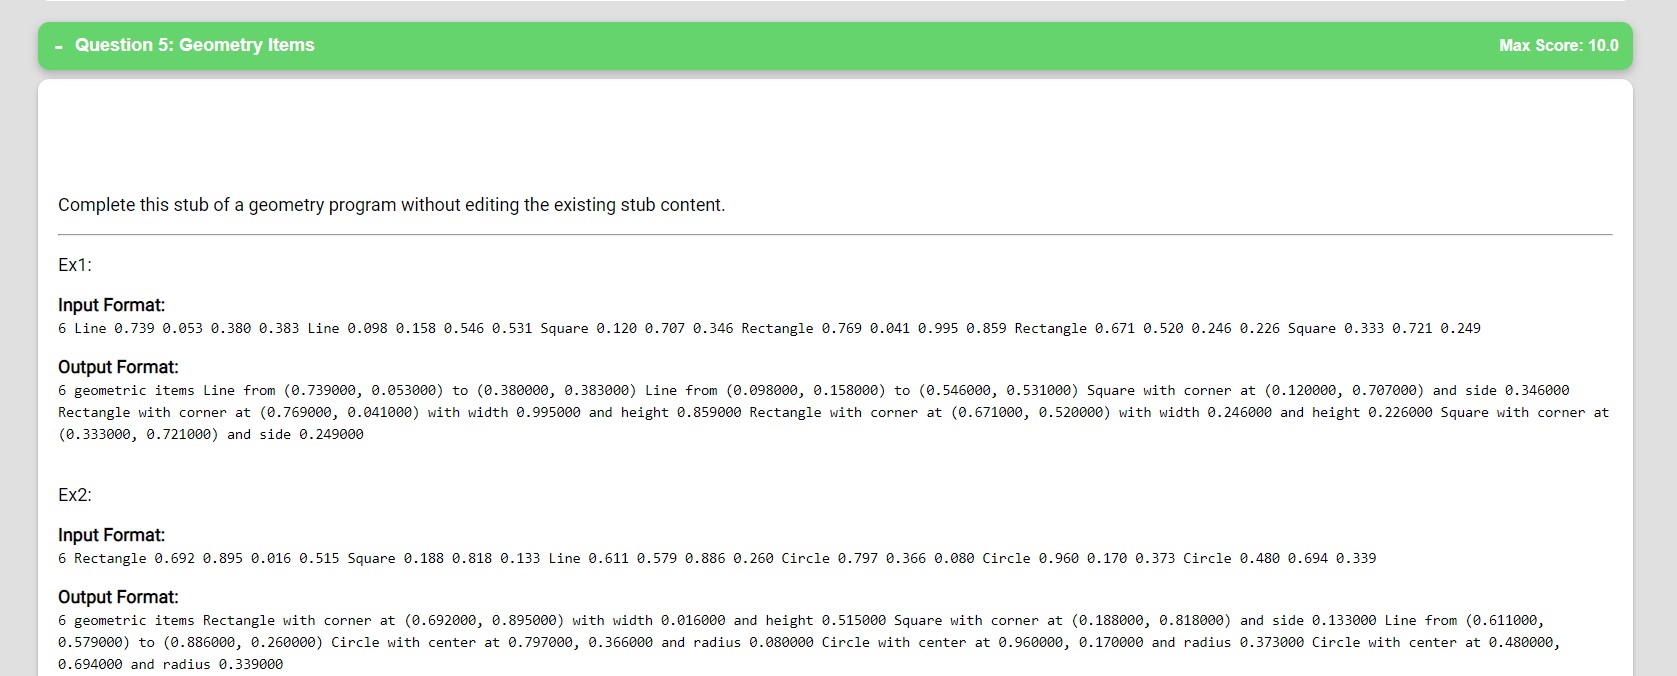 - Question 5: Geometry Items
Max Score: 10.0
Complete this stub of a geometry program without editing the existing stub content.
Ex1:
Input Format:
6 Line 0.739 0.053 0.380 0.383 Line 0.098 0.158 0.546 0.531 Square 0.120 0.707 0.346 Rectangle 0.769 0.041 0.995 0.859 Rectangle 0.671 0.520 0.246 0.226 Square 0.333 0.721 0.249
Output Format:
6 geometric items Line from (0.739000, 0.053000) to (0.380000, 0.383000) Line from (0.098000, 0.158000) to (0.546000, 0.531000) Square with corner at (0.120000, 0.707000) and side 0.346000
Rectangle with corner at (0.769000, 0.041000) with width 0.995000 and height 0.859000 Rectangle with corner at (0.671000, 0.520000) with width 0.246000 and height 0.226000 Square with corner at
(0.333000, 0.721000) and side 0.249000
Ex2:
Input Format:
6 Rectangle 0.692 0.895 0.016 0.515 Square 0.188 0.818 0.133 Line 0.611 0.579 0.886 0.260 Circle 0.797 0.366 0.080 Circle 0.960 0.170 0.373 Circle 0.480 0.694 0.339
Output Format:
6 geometric items Rectangle with corner at (0.692000, 0.895000) with width 0.016000 and height 0.515000 Square with corner at (0.188000, 0.818000) and side 0.133000 Line from (0.611000,
0.579000) to (0.886000, 0.260000) Circle with center at 0.797000, 0.366000 and radius 0.080000 Circle with center at 0.960000, 0.170000 and radius 0.373000 Circle with center at 0.480000,
0.694000 and radius 0.339000